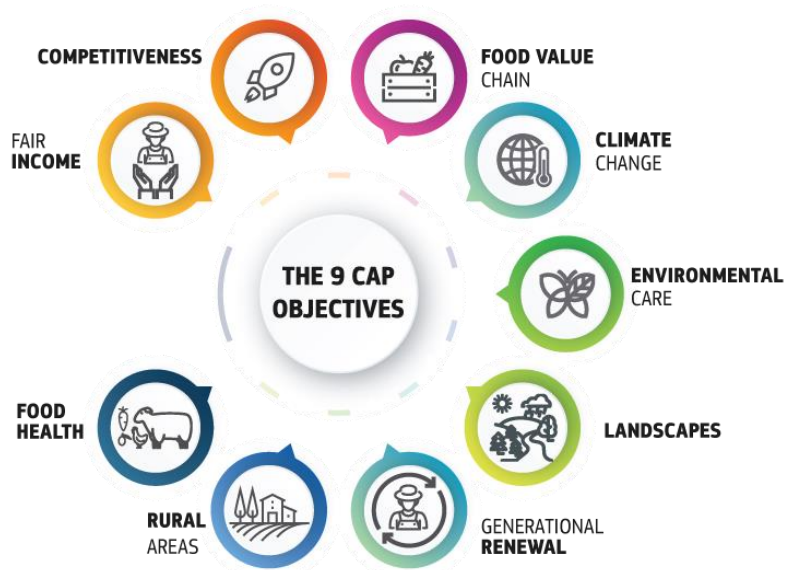 COMPETITIVENESS
FOOD VALUE
CHAIN
FAIR
INCOME
CLIMATE
CHANGE
THE 9 CAP
OBJECTIVES
ENVIRONMENTAL
CARE
FOOD
HEALTH
LANDSCAPES
RURAL
AREAS
GENERATIONAL
RENEWAL